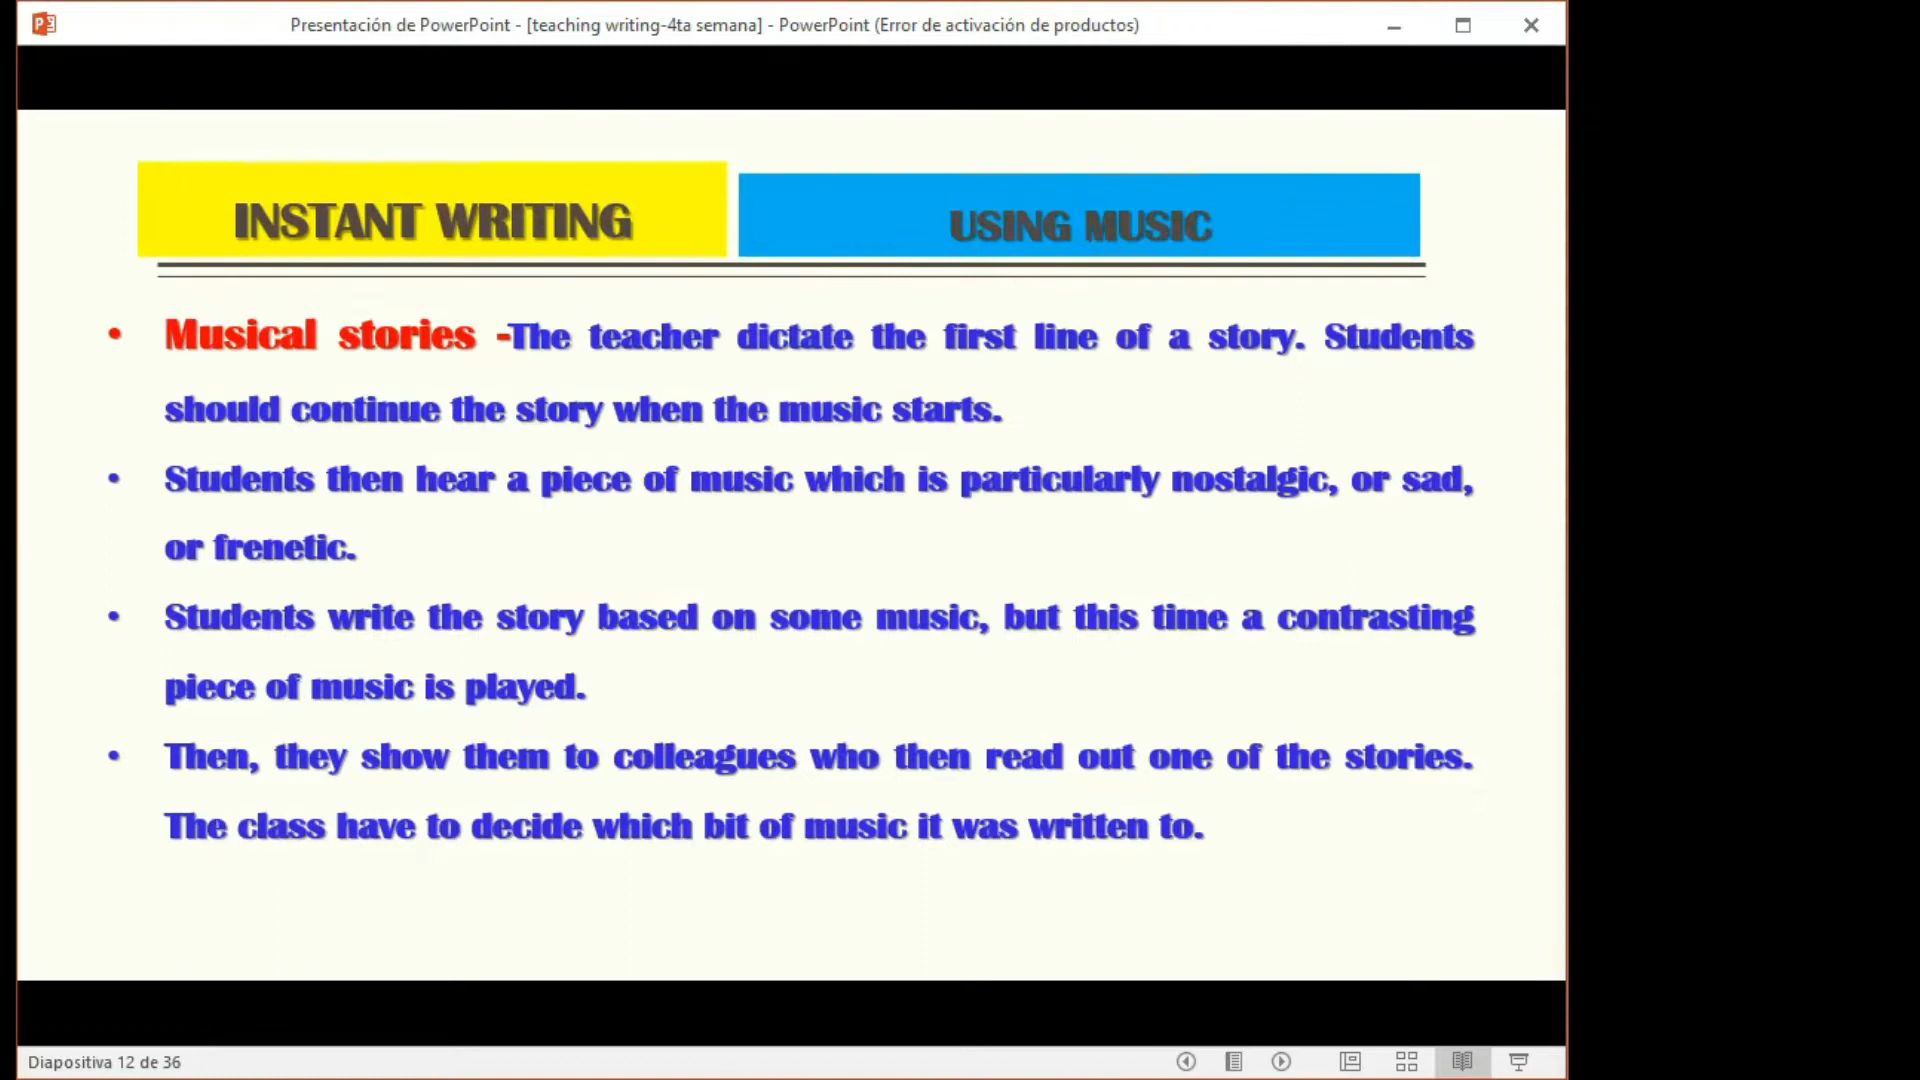 Presentación de PowerPoint - [teaching writing-4ta semana] - PowerPoint (Error de activación de productos)
INSTANT WRITING
USING MUSIC
• Musical stories -The teacher dictate the first line of a story. Students
should continue the story when the music starts.
• Students then hear a piece of music which is particularly nostalgic, or sad,
or frenetic.
• Students write the story based on some music, but this time a contrasting
piece of music is played.
• Then, they show them to colleagues who then read out one of the stories.
The class have to decide which bit of music it was written to.
Diapositiva 12 de 36